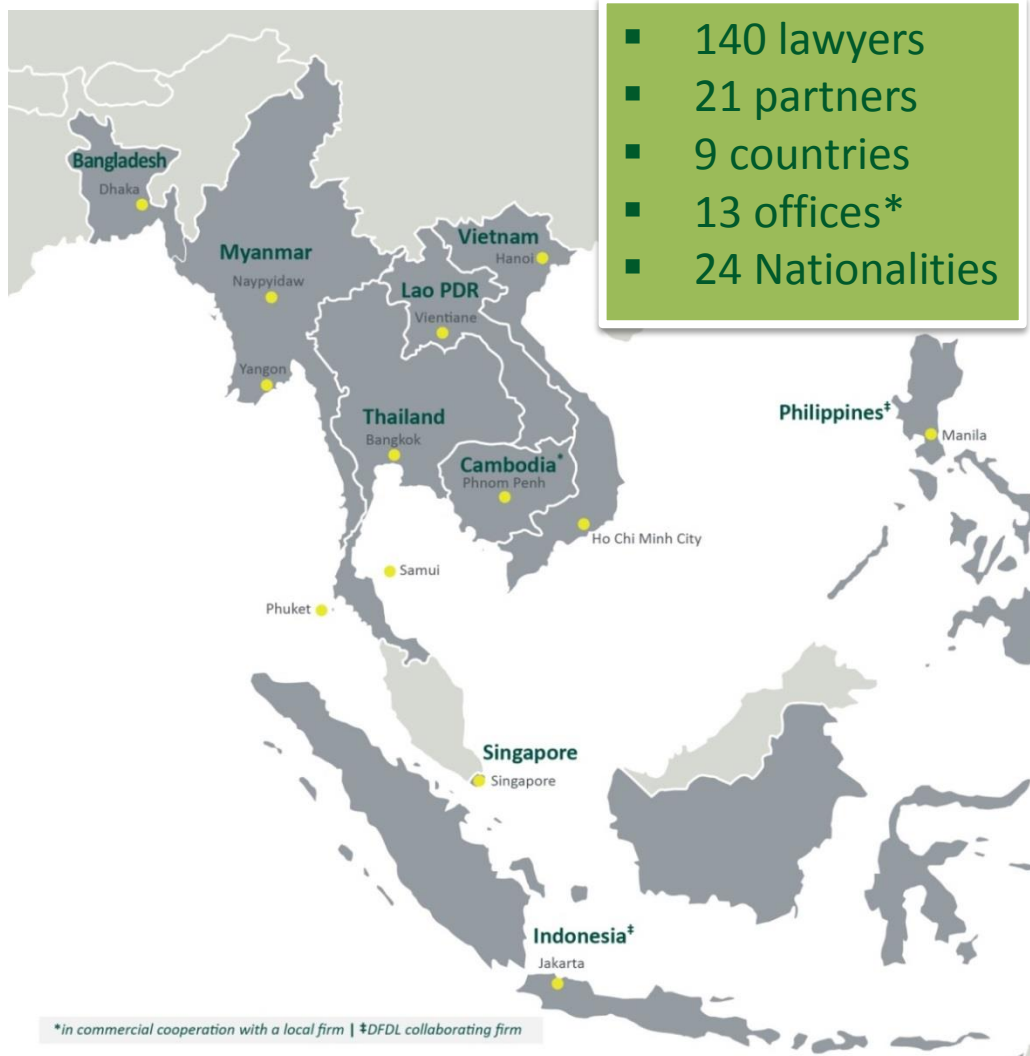 ▪ 140 lawyers
▪ 21 partners
▪ 9 countries
▪ 13 offices*
▪ 24 Nationalities
Bangladesh
Dhaka
Myanmar
Naypyidaw
Yangon
Vietnam
Hanoi
Lao PDR
Vientiane
Thailand
Bangkok
Cambodia*
Phnom Penh
Ho Chi Minh City
Philippines‡
Manila
Samui
Phuket
Singapore
Singapore
Indonesia‡
Jakarta
*in commercial cooperation with a local firm | ‡DFDL collaborating firm